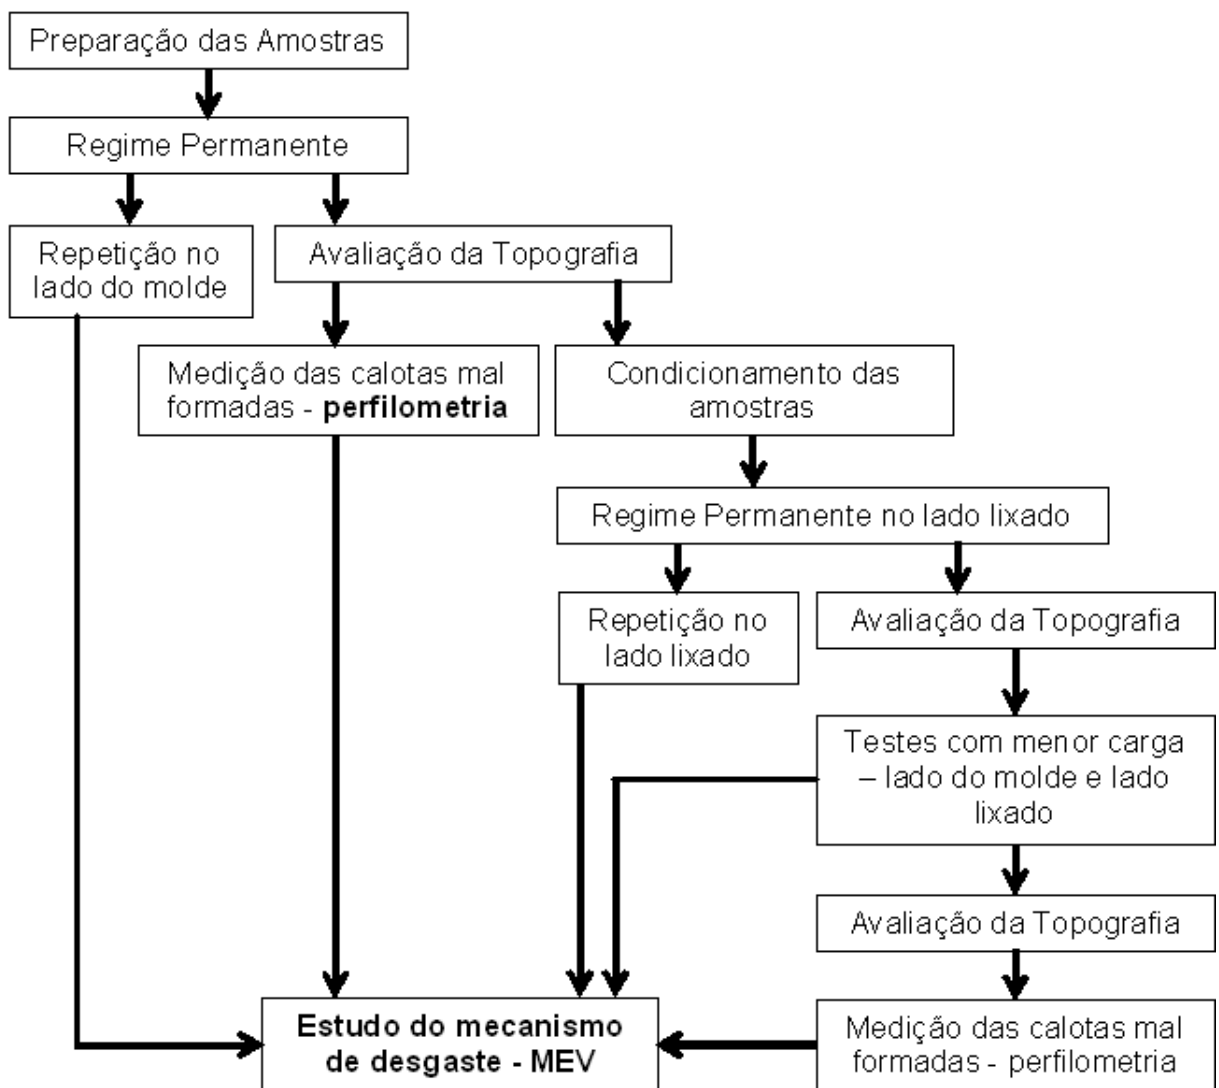 Preparação das Amostras
Regime Permanente
Repetição no
lado do molde
Avaliação da Topografia
Medição das calotas mal
formadas - perfilometria
Condicionamento das
amostras
Regime Permanente no lado lixado
Repetição no
lado lixado
Avaliação da Topografia
Testes com menor carga
– lado do molde e lado
lixado
Avaliação da Topografia
Estudo do mecanismo
de desgaste - MEV
Medição das calotas mal
formadas - perfilometria